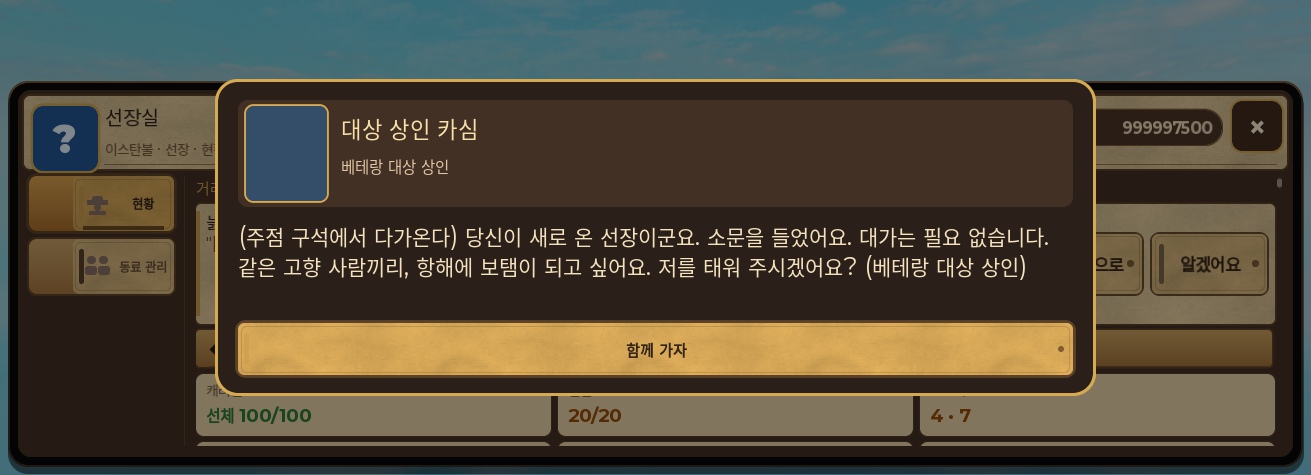 선장실
이스탄불 · 선장 ·
999997500
×
?
현황
동료 관리
대상 상인 카심
베테랑 대상 상인
(주점 구석에서 다가온다) 당신이 새로 온 선장이군요. 소문을 들었어요. 대가는 필요 없습니다.
같은 고향 사람끼리, 항해에 보탬이 되고 싶어요. 저를 태워 주시겠어요? (베테랑 대상 상인)
함께 가자
으로
알겠어요
선체 100/100
20/20
4 · 7